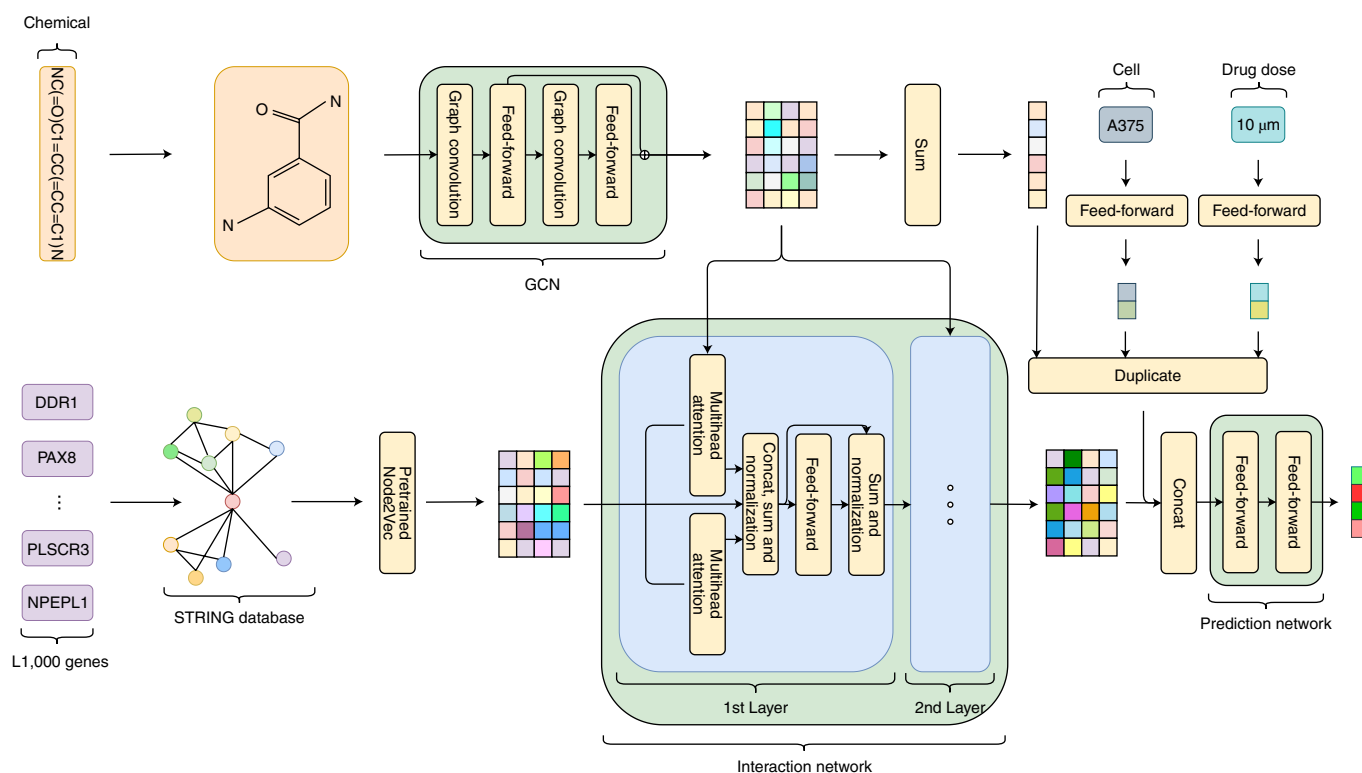 Chemical
NC(=O)C1=CC(=CC=C1)N
O
N
N
Graph convolution
Feed-forward
Graph convolution
Feed-forward
GCN
Sum
Cell
A375
Feed-forward
Drug dose
10 μm
Feed-forward
Duplicate
DDR1
PAX8
⋮
PLSCR3
NPEPL1
L1,000 genes
STRING database
Pretrained
Node2Vec
Multihead
attention
Multihead
attention
Concat, sum and
normalization
Feed-forward
Sum and
normalization
1st Layer
2nd Layer
Interaction network
Concat
Feed-forward
Feed-forward
Prediction network